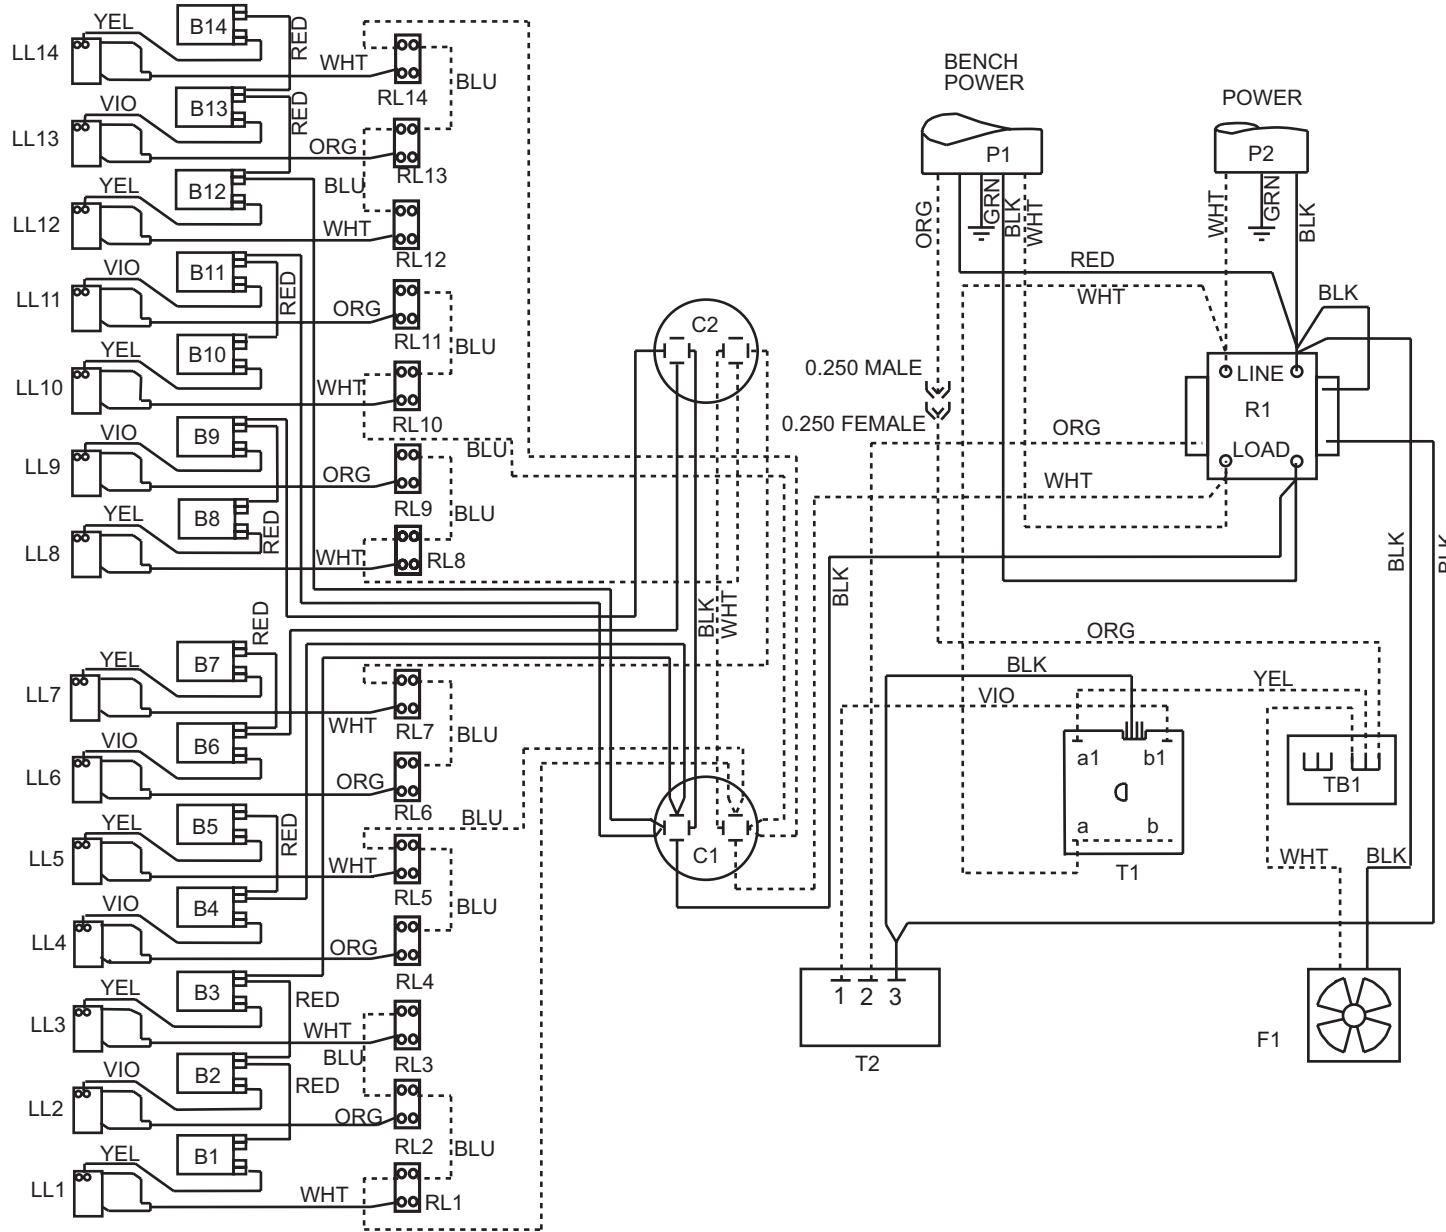 YEL
B14
RED
LL14
WHT
BLU
RL14
VIO
B13
RED
LL13
ORG
RL13
YEL
B12
BLU
LL12
WHT
RL12
VIO
B11
RED
LL11
ORG
RL11
BLU
YEL
B10
LL10
WHT
RL10
BLU
VIO
B9
LL9
ORG
RL9
BLU
YEL
B8
RED
LL8
WHT
RL8
RED
YEL
B7
LL7
WHT
RL7
BLU
VIO
B6
LL6
ORG
RL6
BLU
YEL
B5
RED
LL5
WHT
RL5
BLU
VIO
B4
LL4
ORG
RL4
YEL
B3
RED
LL3
WHT
BLU
RL3
VIO
B2
RED
LL2
ORG
RL2
BLU
YEL
B1
LL1
WHT
RL1
C2
BLK
WHT
C1
BENCH
POWER
P1
ORG
GRN
BLK
WHT
POWER
P2
WHT
GRN
BLK
RED
WHT
BLK
0.250 MALE
0.250 FEMALE
LINE
R1
LOAD
ORG
WHT
BLK
BLK
BLK
ORG
BLK
VIO
YEL
a1
b1
a
b
T1
TB1
WHT
BLK
1 2 3
T2
F1